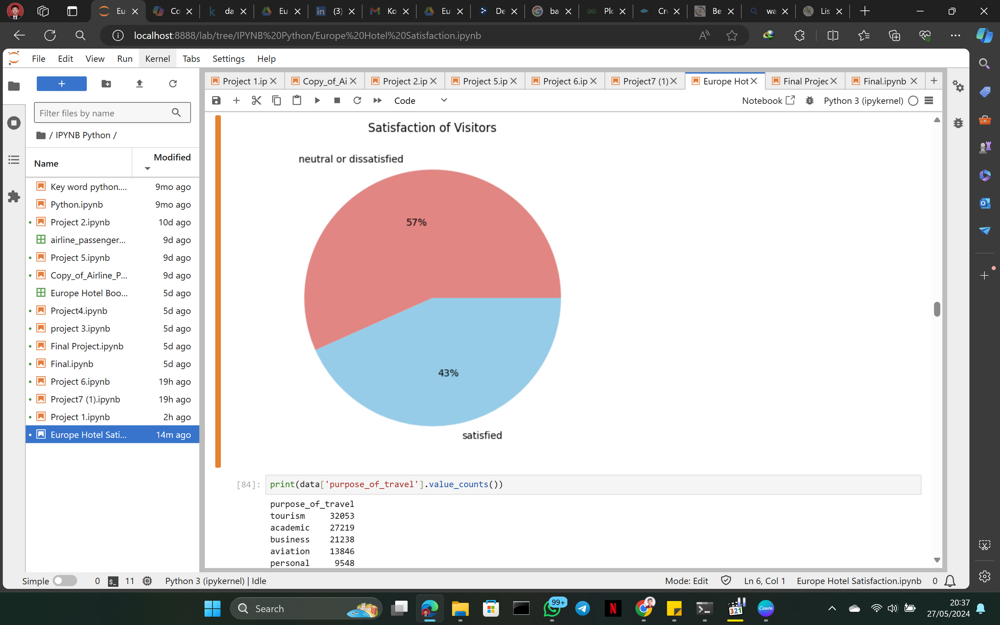 Eu
Co
da
Eu
(3)
Ko
Eu
De
ba
Plc
Cr
Be
wa
Lis
localhost:8888/lab/tree/IPYNB%20Python/Europe%20Hotel%20Satisfaction.ipynb
File Edit View Run Kernel Tabs Settings Help
Project 1.ip
Copy_of_Ai
Project 2.ip
Project 5.ip
Project 6.ip
Project7 (1)
Europe Hot
Final Projec
Final.ipynb
Code
Notebook
Python 3 (ipykernel)
Filter files by name
/ IPYNB Python /
Name Modified
Key word python.... 9mo ago
Python.ipynb 9mo ago
Project 2.ipynb 10d ago
airline_passenger... 9d ago
Project 5.ipynb 9d ago
Copy_of_Airline_P... 9d ago
Europe Hotel Boo... 5d ago
Project4.ipynb 5d ago
project 3.ipynb 5d ago
Final Project.ipynb 5d ago
Final.ipynb 5d ago
Project 6.ipynb 19h ago
Project7 (1).ipynb 19h ago
Project 1.ipynb 2h ago
Europe Hotel Sati... 14m ago
Satisfaction of Visitors
neutral or dissatisfied
57%
43%
satisfied
[84]: print(data['purpose_of_travel'].value_counts())
purpose_of_travel
tourism 32053
academic 27219
business 21238
aviation 13846
personal 9548
Simple 0 $_ 11 Python 3 (ipykernel) | Idle
Mode: Edit Ln 6, Col 1 Europe Hotel Satisfaction.ipynb 0
Search
99+
N
321
Canva
20:37
27/05/2024